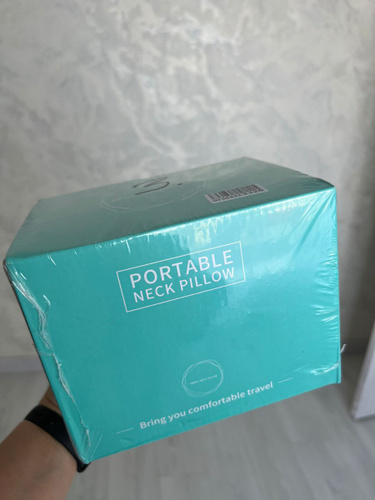 PORTABLE
NECK PILLOW
Bring you comfortable travel